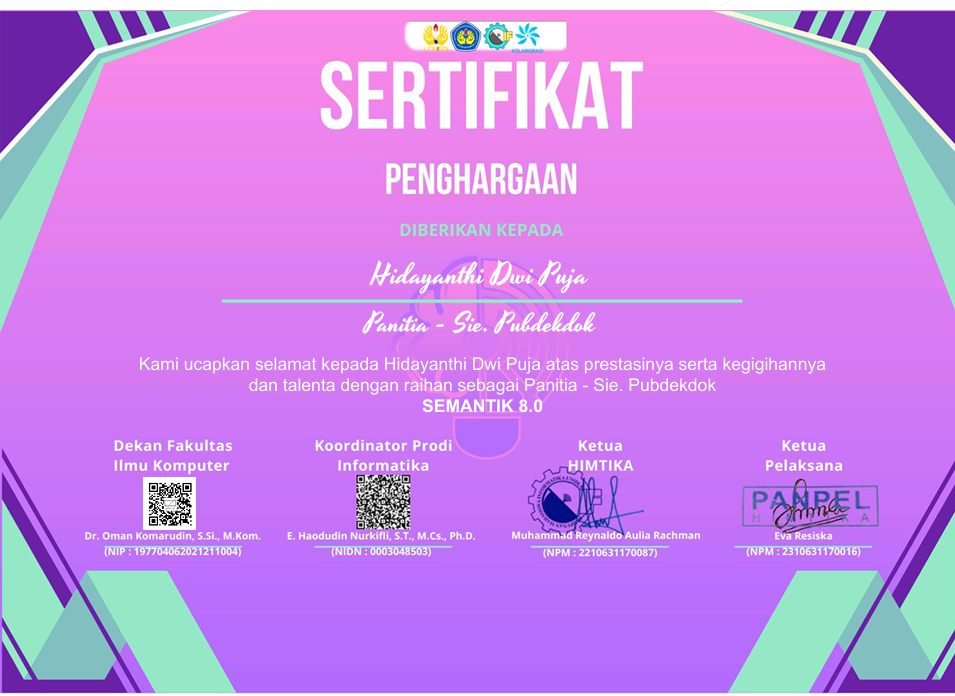 KOLABORASI
SERTIFIKAT
PENGHARGAAN
DIBERIKAN KEPADA
Hidayanthi Dwi Puja
Panitia - Sie. Pubdekdok
Kami ucapkan selamat kepada Hidayanthi Dwi Puja atas prestasinya serta kegigihannya
dan talenta dengan raihan sebagai Panitia - Sie. Pubdekdok
SEMANTIK 8.0
Dekan Fakultas
Ilmu Komputer
Dr. Oman Komarudin, S.Si., M.Kom.
(NIP : 197704062021211004)
Koordinator Prodi
Informatika
E. Haodudin Nurkifli, S.T., M.Cs., Ph.D.
(NIDN : 0003048503)
Ketua
HIMTIKA
Muhammad Reynaldo Aulia Rachman
(NPM : 2210631170087)
Ketua
Pelaksana
PANPEL
Eva Resiska
(NPM : 2310631170016)